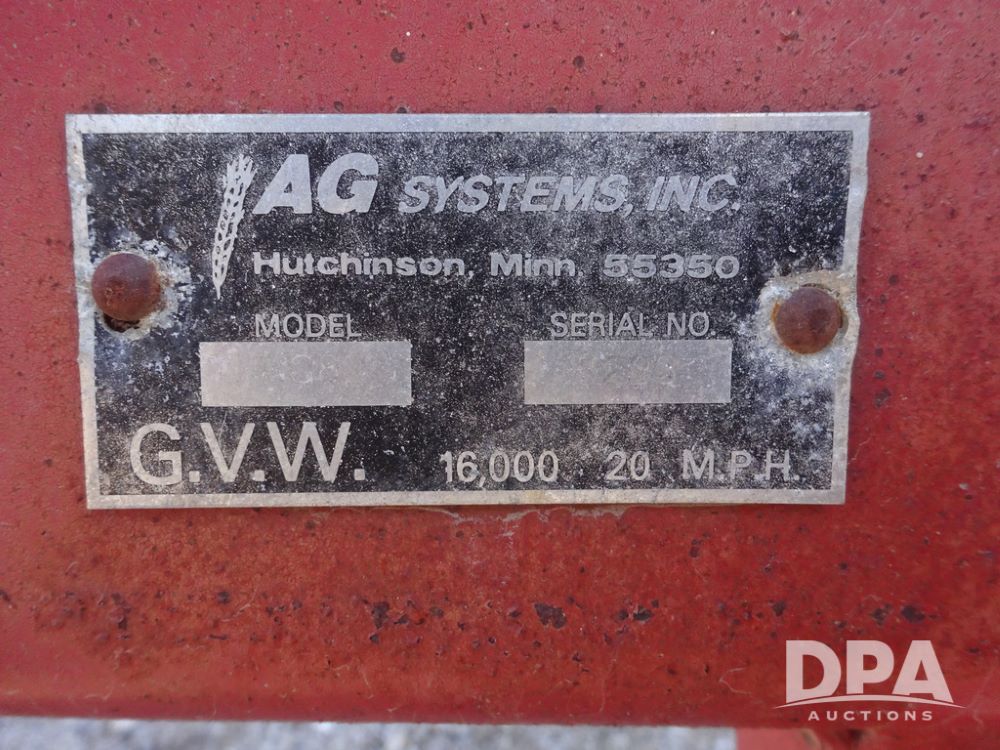 AG SYSTEMS, INC.
Hutchinson, Minn. 55350
MODEL SERIAL NO.
G.V.W. 16,000 20 M.P.H.
DPA
AUCTIONS